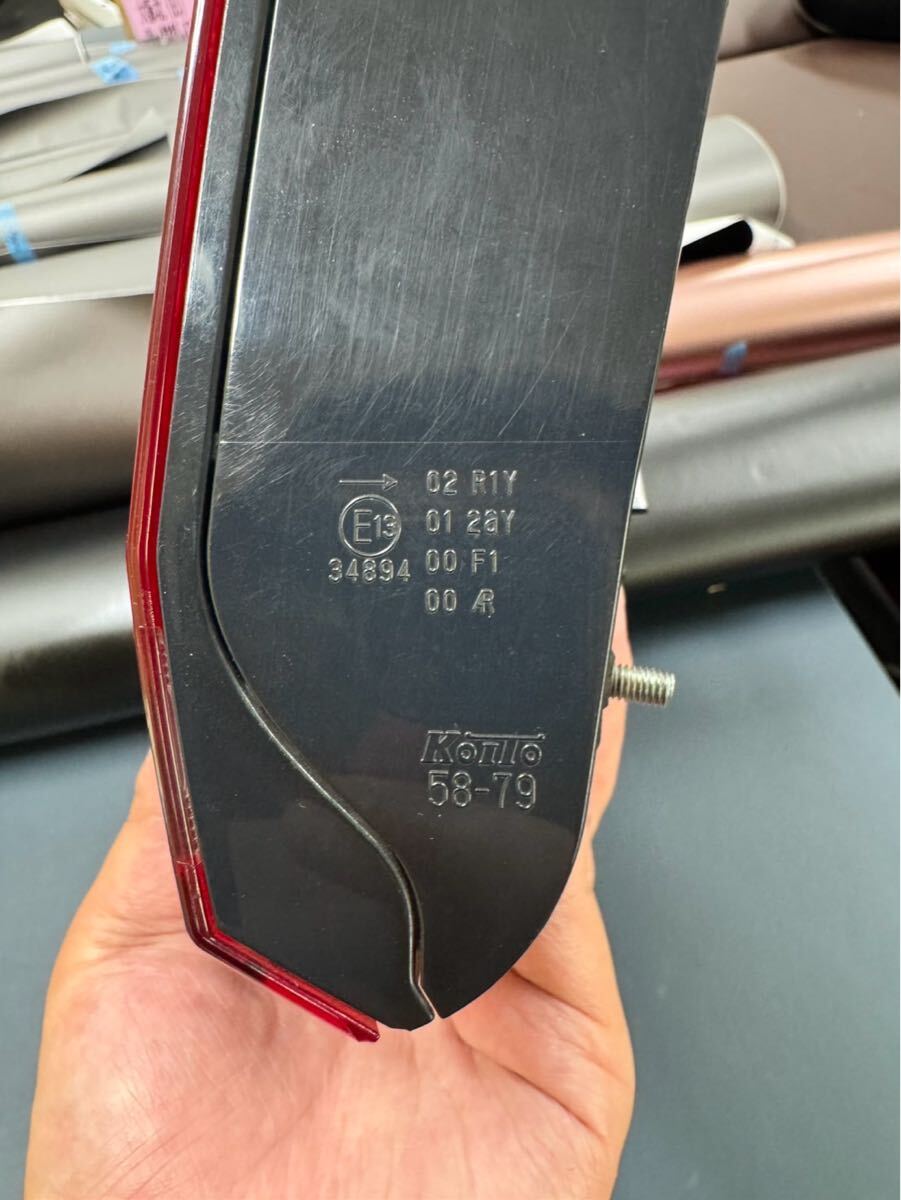 02 R1Y
E13 01 2aY
34894 00 F1
00 AR
KOITO
58-79